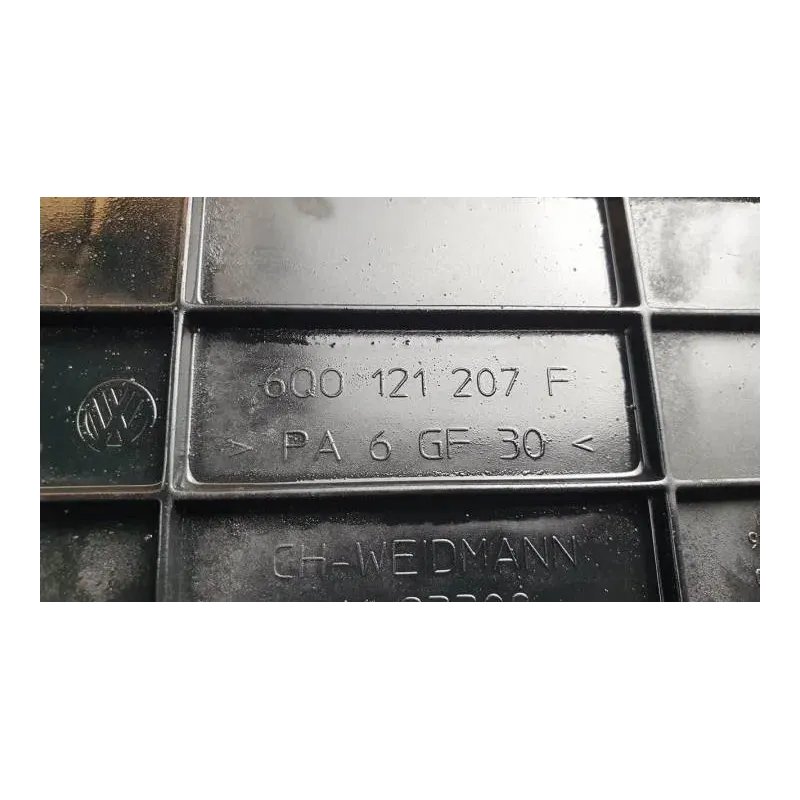 6Q0 121 207 F
> PA 6 GF 30 <
CH-WEIDMANN